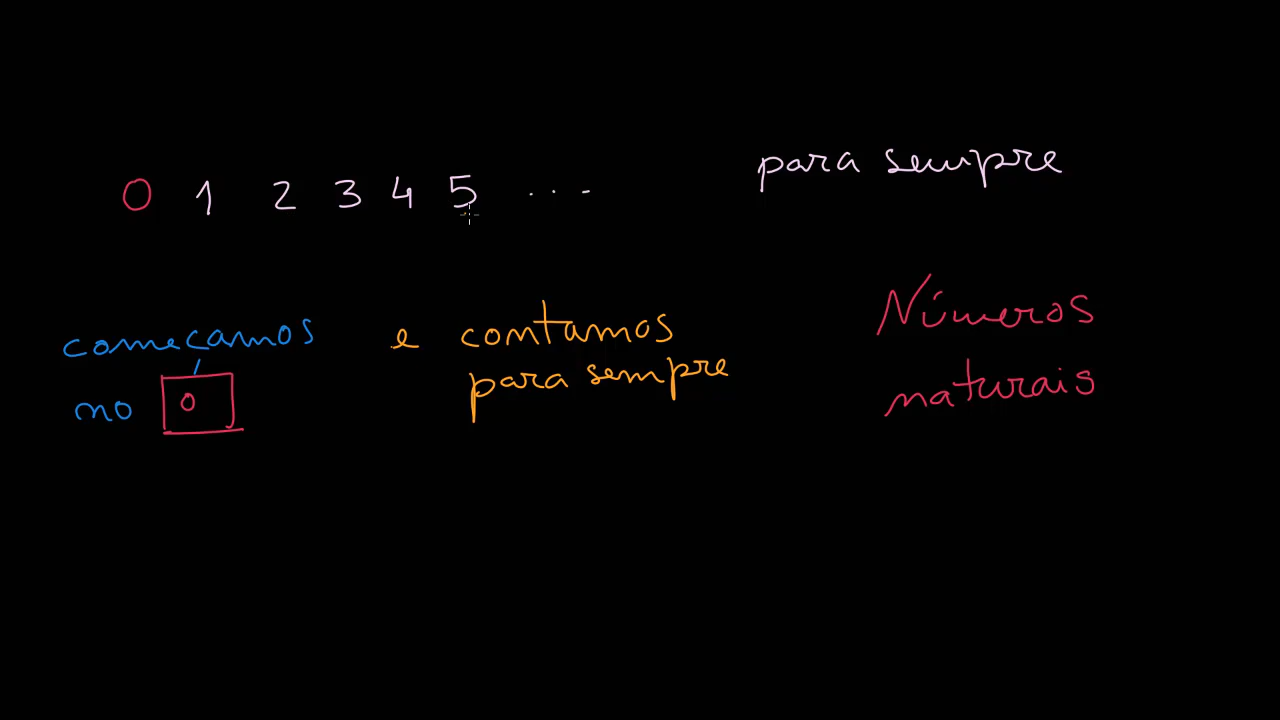 para sempre
0 1 2 3 4 5 ...
Números
começamos e contamos
para sempre
naturais
no 0